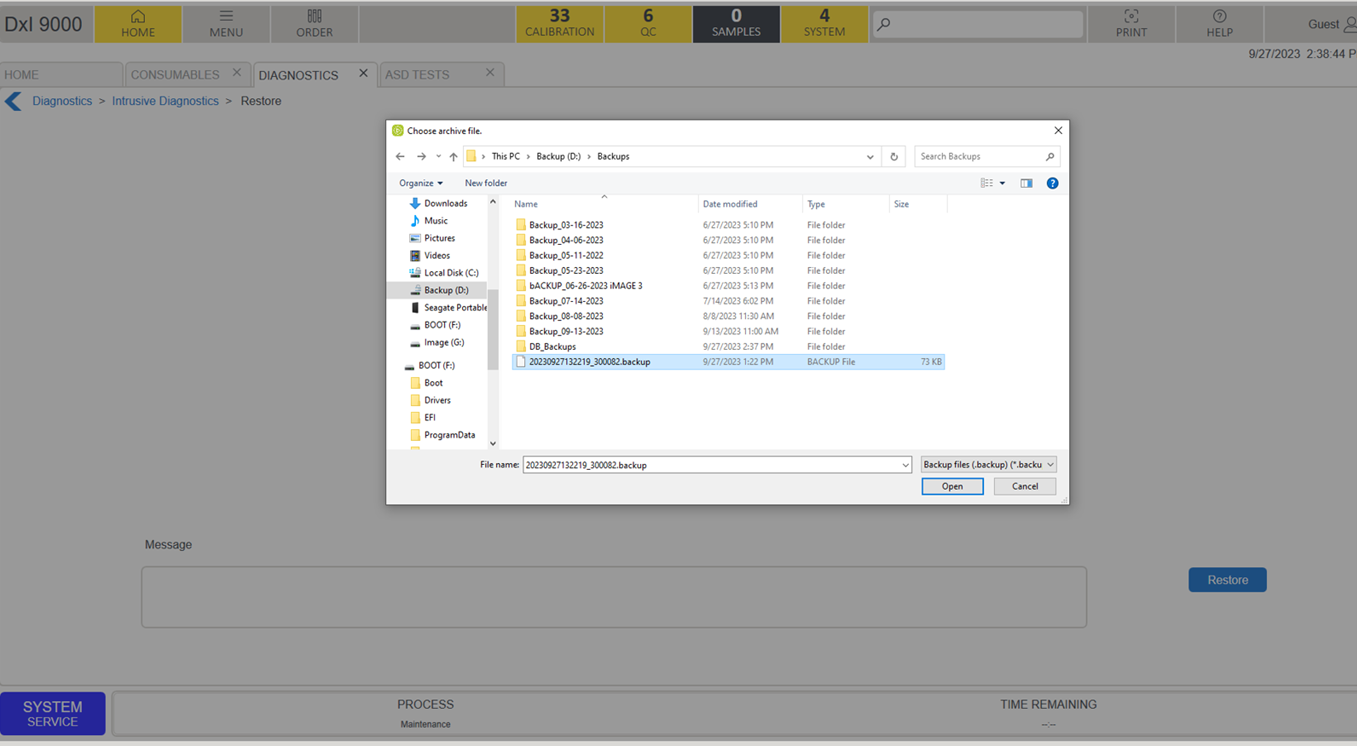 DxI 9000
HOME
MENU
ORDER
33
CALIBRATION
6
QC
0
SAMPLES
4
SYSTEM
PRINT
HELP
Guest
9/27/2023 2:38:44 P
HOME
CONSUMABLES
DIAGNOSTICS
ASD TESTS
Diagnostics > Intrusive Diagnostics > Restore
Choose archive file.
This PC > Backup (D:) > Backups
Search Backups
Organize
New folder
Downloads
Music
Pictures
Videos
Local Disk (C:)
Backup (D:)
Seagate Portable
BOOT (F:)
Image (G:)
BOOT (F:)
Boot
Drivers
EFI
ProgramData
Name Date modified Type Size
Backup_03-16-2023 6/27/2023 5:10 PM File folder
Backup_04-06-2023 6/27/2023 5:10 PM File folder
Backup_05-11-2022 6/27/2023 5:10 PM File folder
Backup_05-23-2023 6/27/2023 5:10 PM File folder
bACKUP_06-26-2023 iMAGE 3 6/27/2023 5:13 PM File folder
Backup_07-14-2023 7/14/2023 6:02 PM File folder
Backup_08-08-2023 8/8/2023 11:30 AM File folder
Backup_09-13-2023 9/13/2023 11:00 AM File folder
DB_Backups 9/27/2023 2:37 PM File folder
20230927132219_300082.backup 9/27/2023 1:22 PM BACKUP File 73 KB
File name: 20230927132219_300082.backup
Backup files (.backup) (*.backu
Open
Cancel
Message
Restore
SYSTEM
SERVICE
PROCESS
Maintenance
TIME REMAINING
--:--